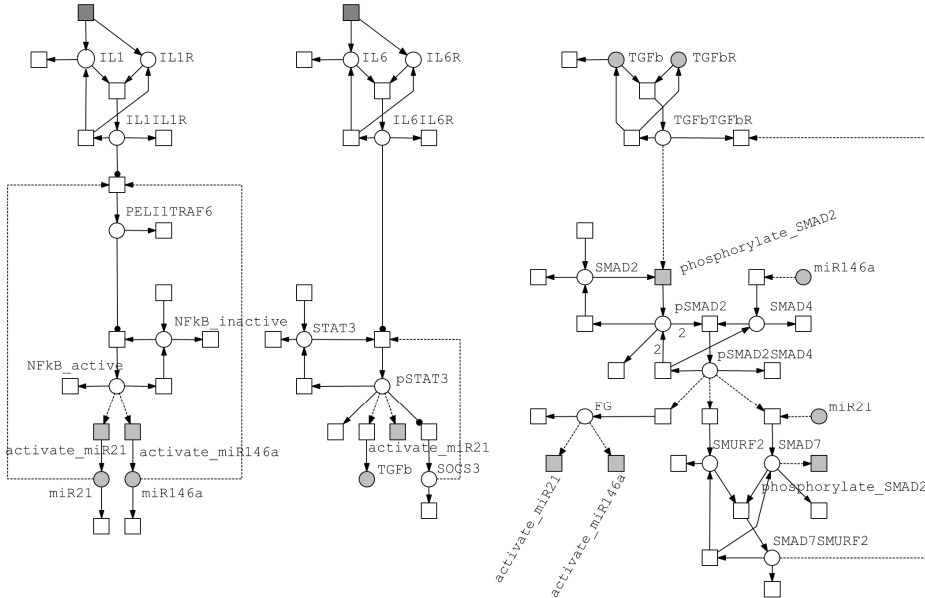 IL1
IL1R
IL6
IL6R
TGFb
TGFbR
IL1IL1R
IL6IL6R
TGFbTGFbR
PELI1TRAF6
phosphorylate_SMAD2
SMAD2
miR146a
NFkB_inactive
STAT3
pSMAD2
SMAD4
2
2
NFkB_active
pSTAT3
pSMAD2SMAD4
FG
miR21
activate_miR21
activate_miR146a
activate_miR21
SMURF2
SMAD7
miR21
miR146a
TGFb
SOCS3
phosphorylate_SMAD2
activate_miR21
activate_miR146a
SMAD7SMURF2